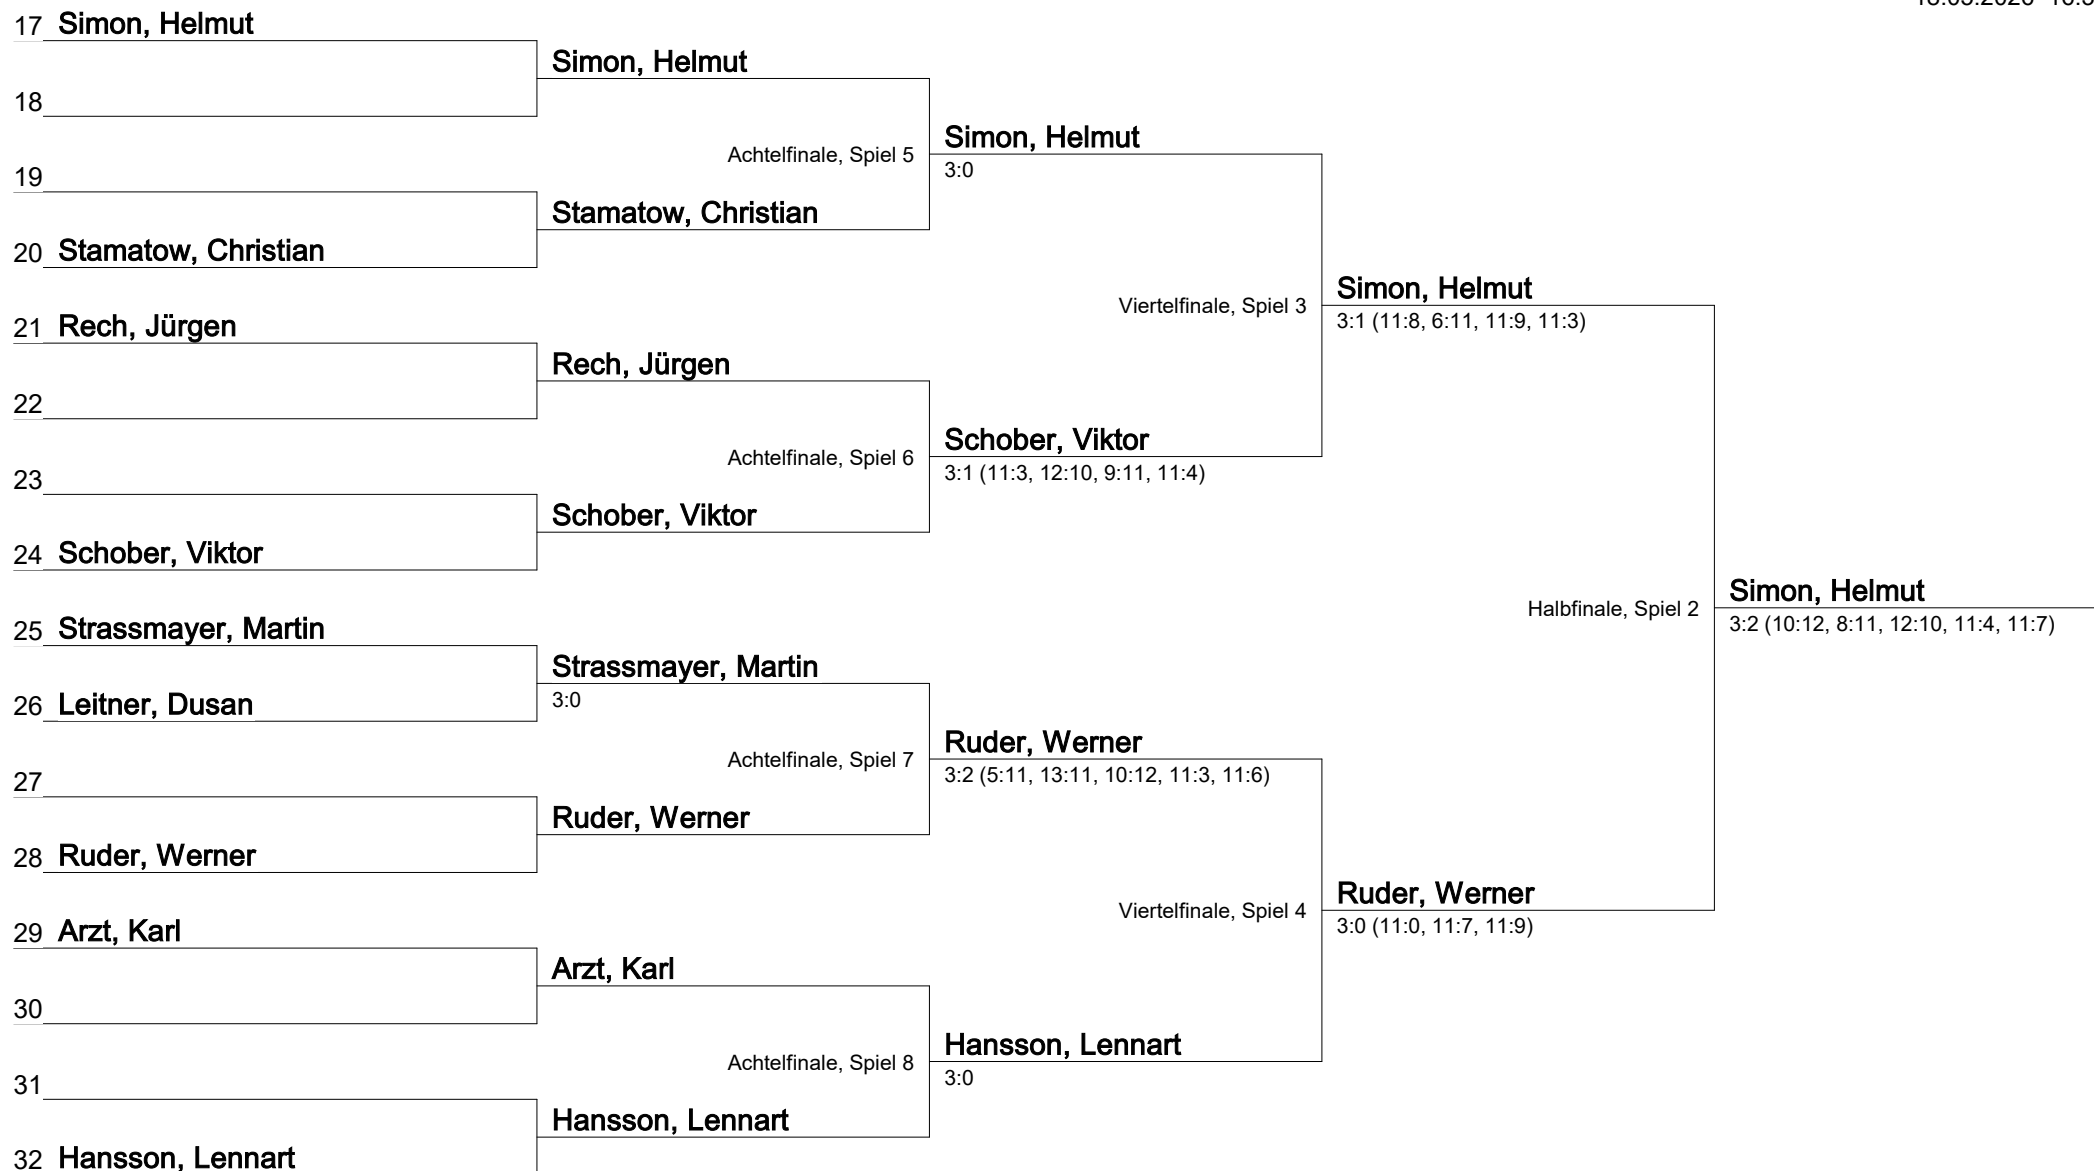 17 Simon, Helmut
Simon, Helmut
18
Achtelfinale, Spiel 5
Simon, Helmut
3:0
19
Stamatow, Christian
20 Stamatow, Christian
Viertelfinale, Spiel 3
Simon, Helmut
3:1 (11:8, 6:11, 11:9, 11:3)
21 Rech, Jürgen
Rech, Jürgen
22
Achtelfinale, Spiel 6
Schober, Viktor
3:1 (11:3, 12:10, 9:11, 11:4)
23
Schober, Viktor
24 Schober, Viktor
Halbfinale, Spiel 2
Simon, Helmut
3:2 (10:12, 8:11, 12:10, 11:4, 11:7)
25 Strassmayer, Martin
Strassmayer, Martin
3:0
26 Leitner, Dusan
Achtelfinale, Spiel 7
Ruder, Werner
3:2 (5:11, 13:11, 10:12, 11:3, 11:6)
27
Ruder, Werner
28 Ruder, Werner
Viertelfinale, Spiel 4
Ruder, Werner
3:0 (11:0, 11:7, 11:9)
29 Arzt, Karl
Arzt, Karl
30
Achtelfinale, Spiel 8
Hansson, Lennart
3:0
31
Hansson, Lennart
32 Hansson, Lennart